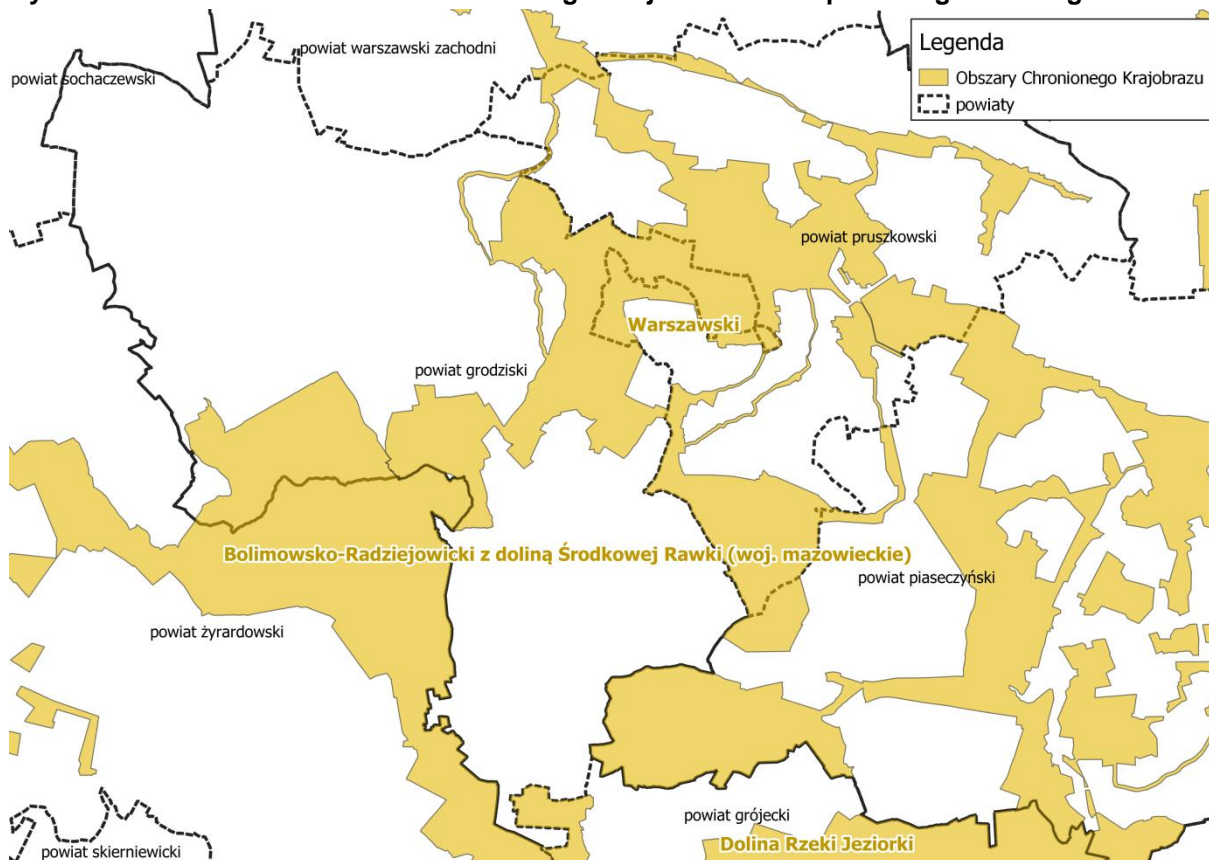 powiat warszawski zachodni
powiat sochaczewski
Legenda
Obszary Chronionego Krajobrazu
powiaty
powiat pruszkowski
Warszawski
powiat grodziski
Bolimowsko-Radziejowicki z doliną Środkowej Rawki (woj. mazowieckie)
powiat piaseczyński
powiat żyrardowski
powiat grójecki
Dolina Rzeki Jeziorki
powiat skierniewicki